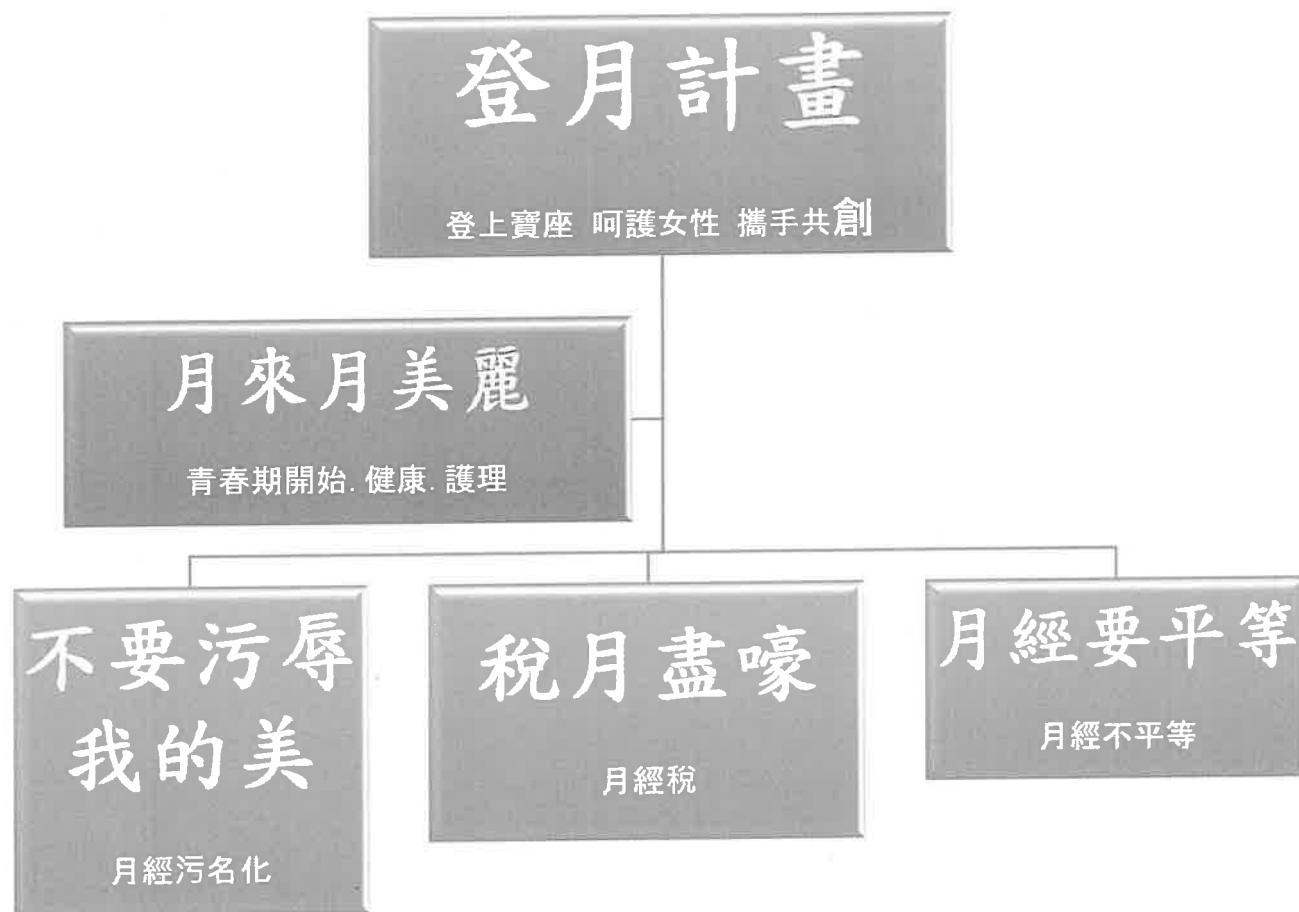 登月計畫
登上寶座 呵護女性 攜手共創
月來月美麗
青春期開始. 健康. 護理
不要污辱
我的美
月經污名化
稅月盡嚎
月經稅
月經要平等
月經不平等